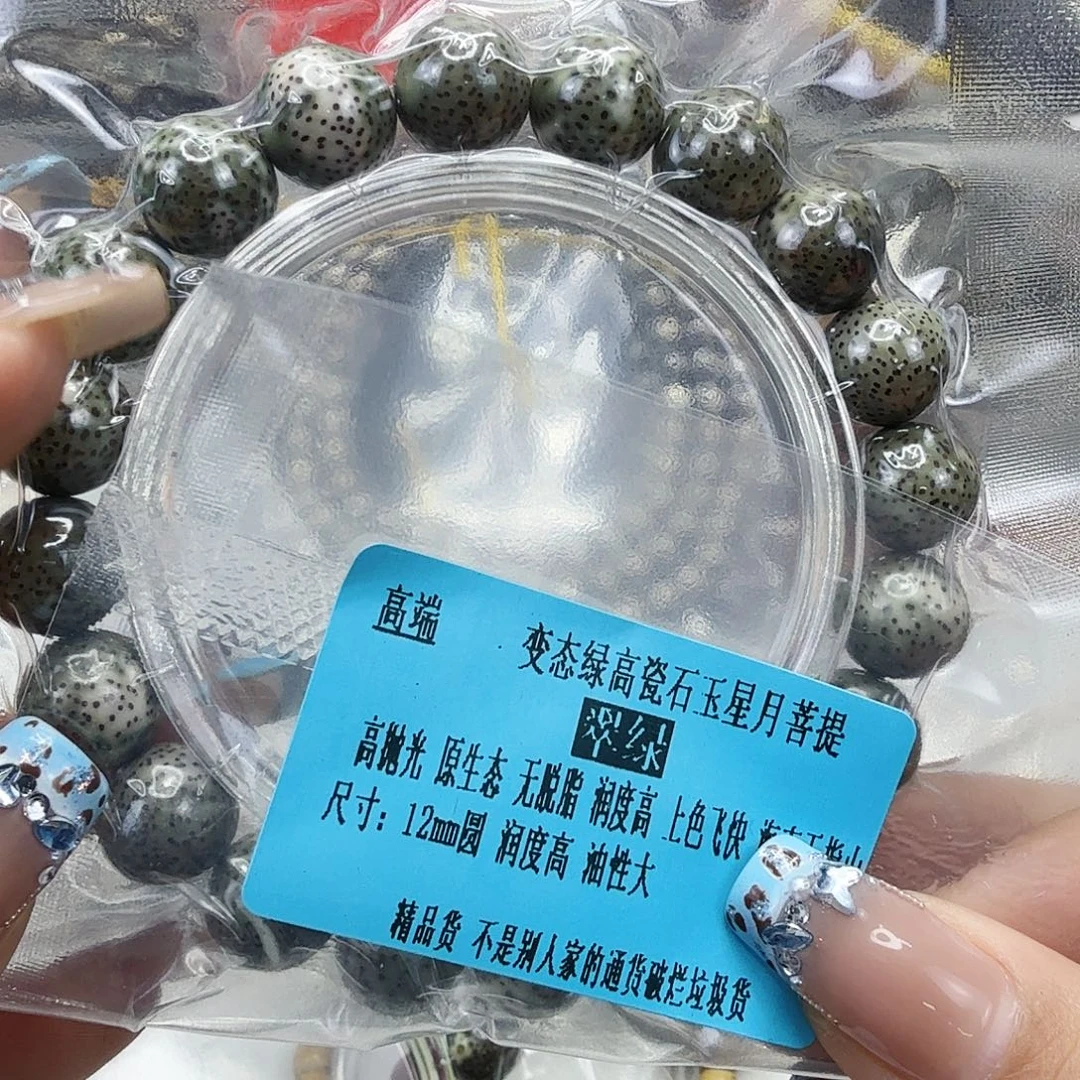 高端
变态绿高瓷石玉星月菩提
翠绿
高抛光 原生态 无脱脂 润度高 上色飞快
尺寸：12mm圆 润度高 油性大
精品货 不是别人家的通货破烂垃圾货